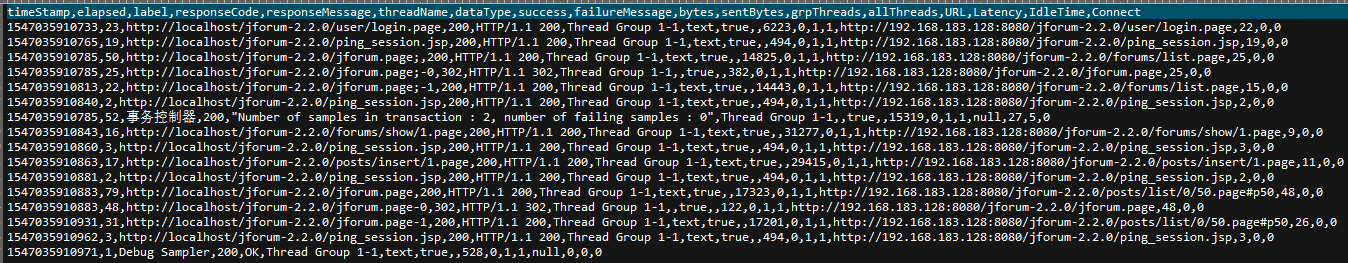 timeStamp,elapsed,label,responseCode,responseMessage,threadName,dataType,success,failureMessage,bytes,sentBytes,grpThreads,allThreads,URL,Latency,IdleTime,Connect
1547035910733,23,http://localhost/jforum-2.2.0/user/login.page,200,HTTP/1.1 200,Thread Group 1-1,text,true,,6223,0,1,1,http://192.168.183.128:8080/jforum-2.2.0/user/login.page,22,0,0
1547035910765,19,http://localhost/jforum-2.2.0/ping_session.jsp,200,HTTP/1.1 200,Thread Group 1-1,text,true,,494,0,1,1,http://192.168.183.128:8080/jforum-2.2.0/ping_session.jsp,19,0,0
1547035910785,50,http://localhost/jforum-2.2.0/jforum.page;,200,HTTP/1.1 200,Thread Group 1-1,text,true,,14825,0,1,1,http://192.168.183.128:8080/jforum-2.2.0/forums/list.page,25,0,0
1547035910785,25,http://localhost/jforum-2.2.0/jforum.page;-0,302,HTTP/1.1 302,Thread Group 1-1,,true,,382,0,1,1,http://192.168.183.128:8080/jforum-2.2.0/jforum.page,25,0,0
1547035910813,22,http://localhost/jforum-2.2.0/jforum.page;-1,200,HTTP/1.1 200,Thread Group 1-1,text,true,,14443,0,1,1,http://192.168.183.128:8080/jforum-2.2.0/forums/list.page,15,0,0
1547035910840,2,http://localhost/jforum-2.2.0/ping_session.jsp,200,HTTP/1.1 200,Thread Group 1-1,text,true,,494,0,1,1,http://192.168.183.128:8080/jforum-2.2.0/ping_session.jsp,2,0,0
1547035910785,52,事务控制器,200,"Number of samples in transaction : 2, number of failing samples : 0",Thread Group 1-1,,true,,15319,0,1,1,null,27,5,0
1547035910843,16,http://localhost/jforum-2.2.0/forums/show/1.page,200,HTTP/1.1 200,Thread Group 1-1,text,true,,31277,0,1,1,http://192.168.183.128:8080/jforum-2.2.0/forums/show/1.page,9,0,0
1547035910860,3,http://localhost/jforum-2.2.0/ping_session.jsp,200,HTTP/1.1 200,Thread Group 1-1,text,true,,494,0,1,1,http://192.168.183.128:8080/jforum-2.2.0/ping_session.jsp,3,0,0
1547035910863,17,http://localhost/jforum-2.2.0/posts/insert/1.page,200,HTTP/1.1 200,Thread Group 1-1,text,true,,29415,0,1,1,http://192.168.183.128:8080/jforum-2.2.0/posts/insert/1.page,11,0,0
1547035910881,2,http://localhost/jforum-2.2.0/ping_session.jsp,200,HTTP/1.1 200,Thread Group 1-1,text,true,,494,0,1,1,http://192.168.183.128:8080/jforum-2.2.0/ping_session.jsp,2,0,0
1547035910883,79,http://localhost/jforum-2.2.0/jforum.page,200,HTTP/1.1 200,Thread Group 1-1,text,true,,17323,0,1,1,http://192.168.183.128:8080/jforum-2.2.0/posts/list/0/50.page#p50,48,0,0
1547035910883,48,http://localhost/jforum-2.2.0/jforum.page-0,302,HTTP/1.1 302,Thread Group 1-1,,true,,122,0,1,1,http://192.168.183.128:8080/jforum-2.2.0/jforum.page,48,0,0
1547035910931,31,http://localhost/jforum-2.2.0/jforum.page-1,200,HTTP/1.1 200,Thread Group 1-1,text,true,,17201,0,1,1,http://192.168.183.128:8080/jforum-2.2.0/posts/list/0/50.page#p50,26,0,0
1547035910962,3,http://localhost/jforum-2.2.0/ping_session.jsp,200,HTTP/1.1 200,Thread Group 1-1,text,true,,494,0,1,1,http://192.168.183.128:8080/jforum-2.2.0/ping_session.jsp,3,0,0
1547035910971,1,Debug Sampler,200,OK,Thread Group 1-1,text,true,,528,0,1,1,null,0,0,0